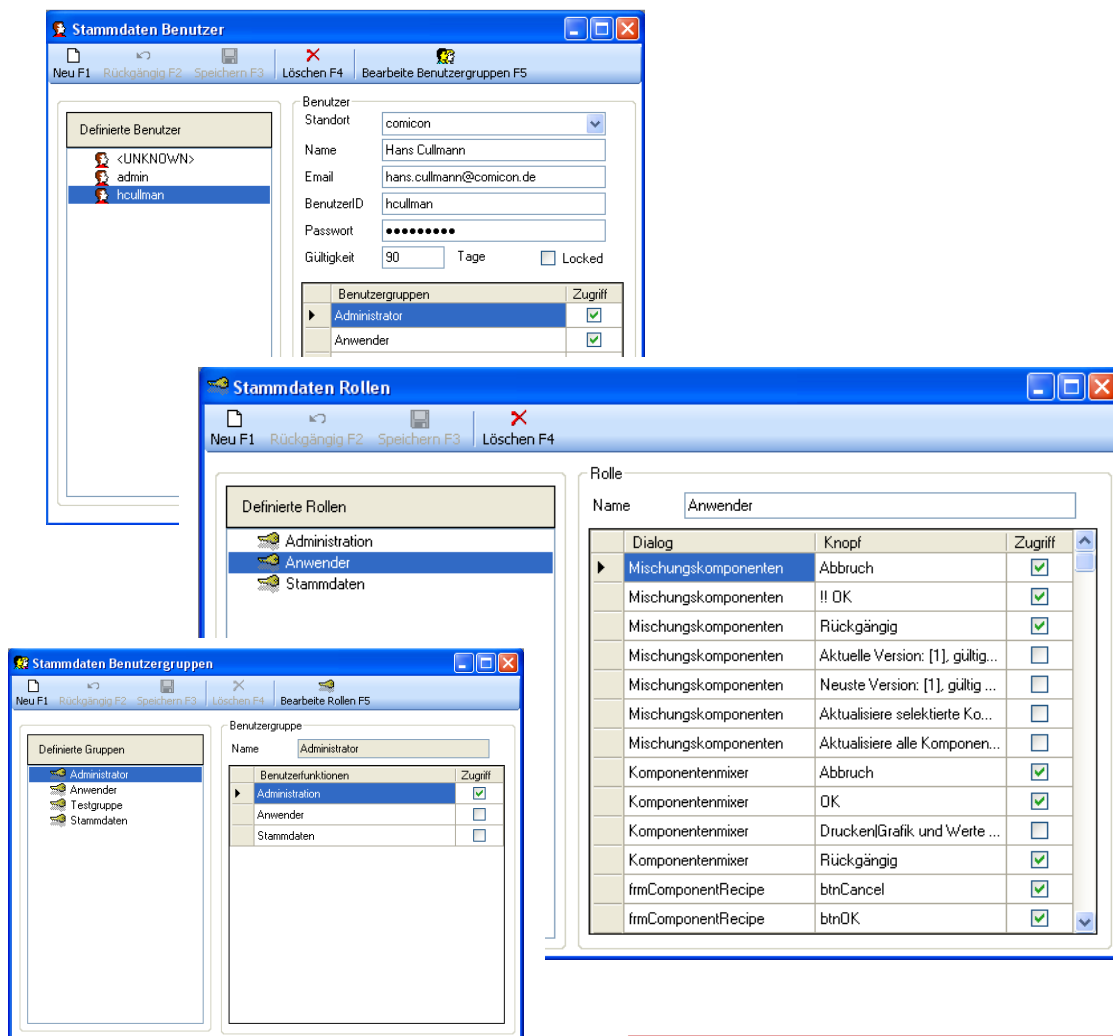 Stammdaten Benutzer
Neu F1 Rückgängig F2 Speichern F3 Löschen F4 Bearbeite Benutzergruppen F5
Definierte Benutzer
<UNKNOWN>
admin
hcullman
Benutzer
Standort comicon
Name Hans Cullmann
Email hans.cullmann@comicon.de
BenutzerID hcullman
Passwort •••••••••
Gültigkeit 90 Tage Locked
Benutzergruppen Zugriff
Administrator
Anwender
Stammdaten Rollen
Neu F1 Rückgängig F2 Speichern F3 Löschen F4
Definierte Rollen
Administration
Anwender
Stammdaten
Rolle
Name Anwender
Dialog Knopf Zugriff
Mischungskomponenten Abbruch
Mischungskomponenten !! OK
Mischungskomponenten Rückgängig
Mischungskomponenten Aktuelle Version: [1], gültig...
Mischungskomponenten Neuste Version: [1], gültig ...
Mischungskomponenten Aktualisiere selektierte Ko...
Mischungskomponenten Aktualisiere alle Komponen...
Komponentenmixer Abbruch
Komponentenmixer OK
Komponentenmixer Drucken|Grafik und Werte ...
Komponentenmixer Rückgängig
frmComponentRecipe btnCancel
frmComponentRecipe btnOK
Stammdaten Benutzergruppen
Neu F1 Rückgängig F2 Speichern F3 Löschen F4 Bearbeite Rollen F5
Definierte Gruppen
Administrator
Anwender
Testgruppe
Stammdaten
Benutzergruppe
Name Administrator
Benutzerfunktionen Zugriff
Administration
Anwender
Stammdaten